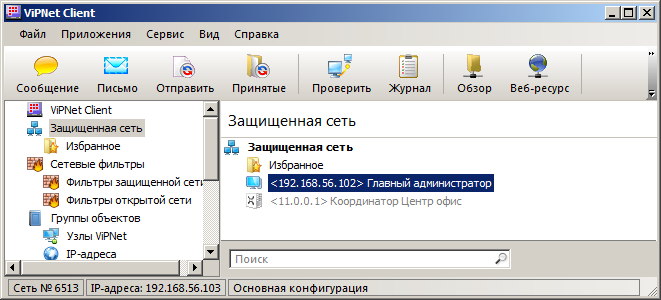 ViPNet Client
Файл Приложения Сервис Вид Справка
Сообщение Письмо Отправить Принятые Проверить Журнал Обзор Веб-ресурс
ViPNet Client
Защищенная сеть
Избранное
Сетевые фильтры
Фильтры защищенной сети
Фильтры открытой сети
Группы объектов
Узлы ViPNet
IP-адреса
Защищенная сеть
Защищенная сеть
Избранное
<192.168.56.102> Главный администратор
<11.0.0.1> Координатор Центр офис
Поиск
Сеть № 6513 IP-адреса: 192.168.56.103 Основная конфигурация